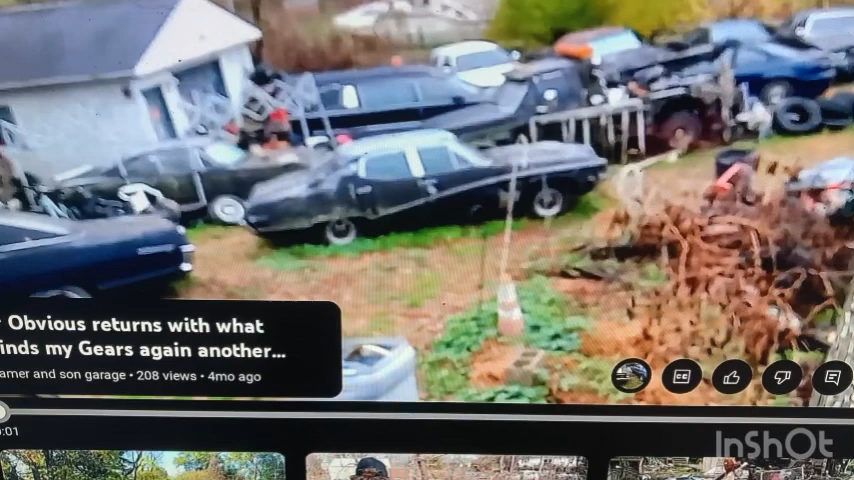 Obvious returns with what
inds my Gears again another...
amer and son garage • 208 views • 4mo ago
:01
CC
InShOt